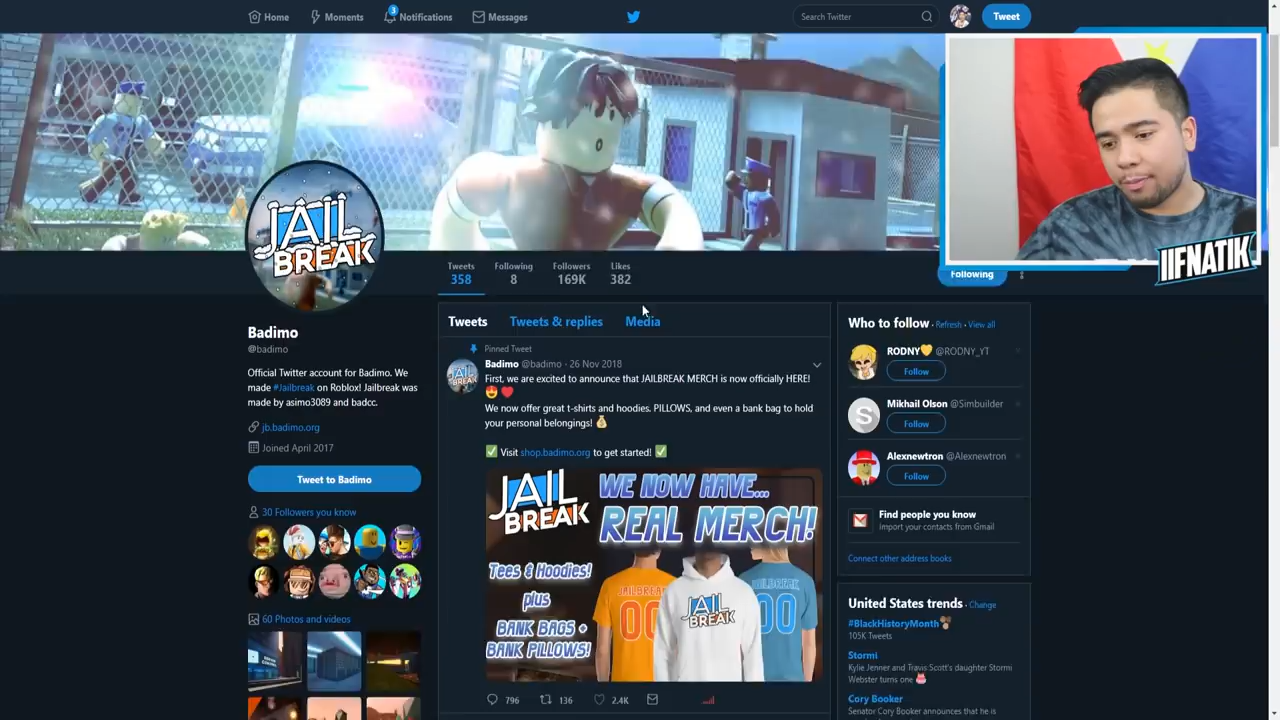 Home
Moments
3
Notifications
Messages
Search Twitter
Tweet
IIFNATIK
JAIL
BREAK
Tweets
358
Following
8
Followers
169K
Likes
382
Following
Badimo
@badimo
Official Twitter account for Badimo. We
made #Jailbreak on Roblox! Jailbreak was
made by asimo3089 and badcc.
jb.badimo.org
Joined April 2017
Tweet to Badimo
30 Followers you know
60 Photos and videos
Tweets
Tweets & replies
Media
Pinned Tweet
Badimo @badimo · 26 Nov 2018
First, we are excited to announce that JAILBREAK MERCH is now officially HERE!
😍❤️
We now offer great t-shirts and hoodies. PILLOWS, and even a bank bag to hold
your personal belongings! 💰
✅ Visit shop.badimo.org to get started! ✅
JAIL
BREAK
WE NOW HAVE...
REAL MERCH!
Tees & Hoodies!
plus
BANK BAGS +
BANK PILLOWS!
JAILBREAK
00
JAIL
BREAK
JAILBREAK
00
796
136
2.4K
Who to follow · Refresh · View all
RODNY💛 @RODNY_YT
Follow
Mikhail Olson @Simbuilder
Follow
Alexnewtron @Alexnewtron
Follow
Find people you know
Import your contacts from Gmail
Connect other address books
United States trends · Change
#BlackHistoryMonth
105K Tweets
Stormi
Kylie Jenner and Travis Scott's daughter Stormi
Webster turns one
Cory Booker
Senator Cory Booker announces that he is